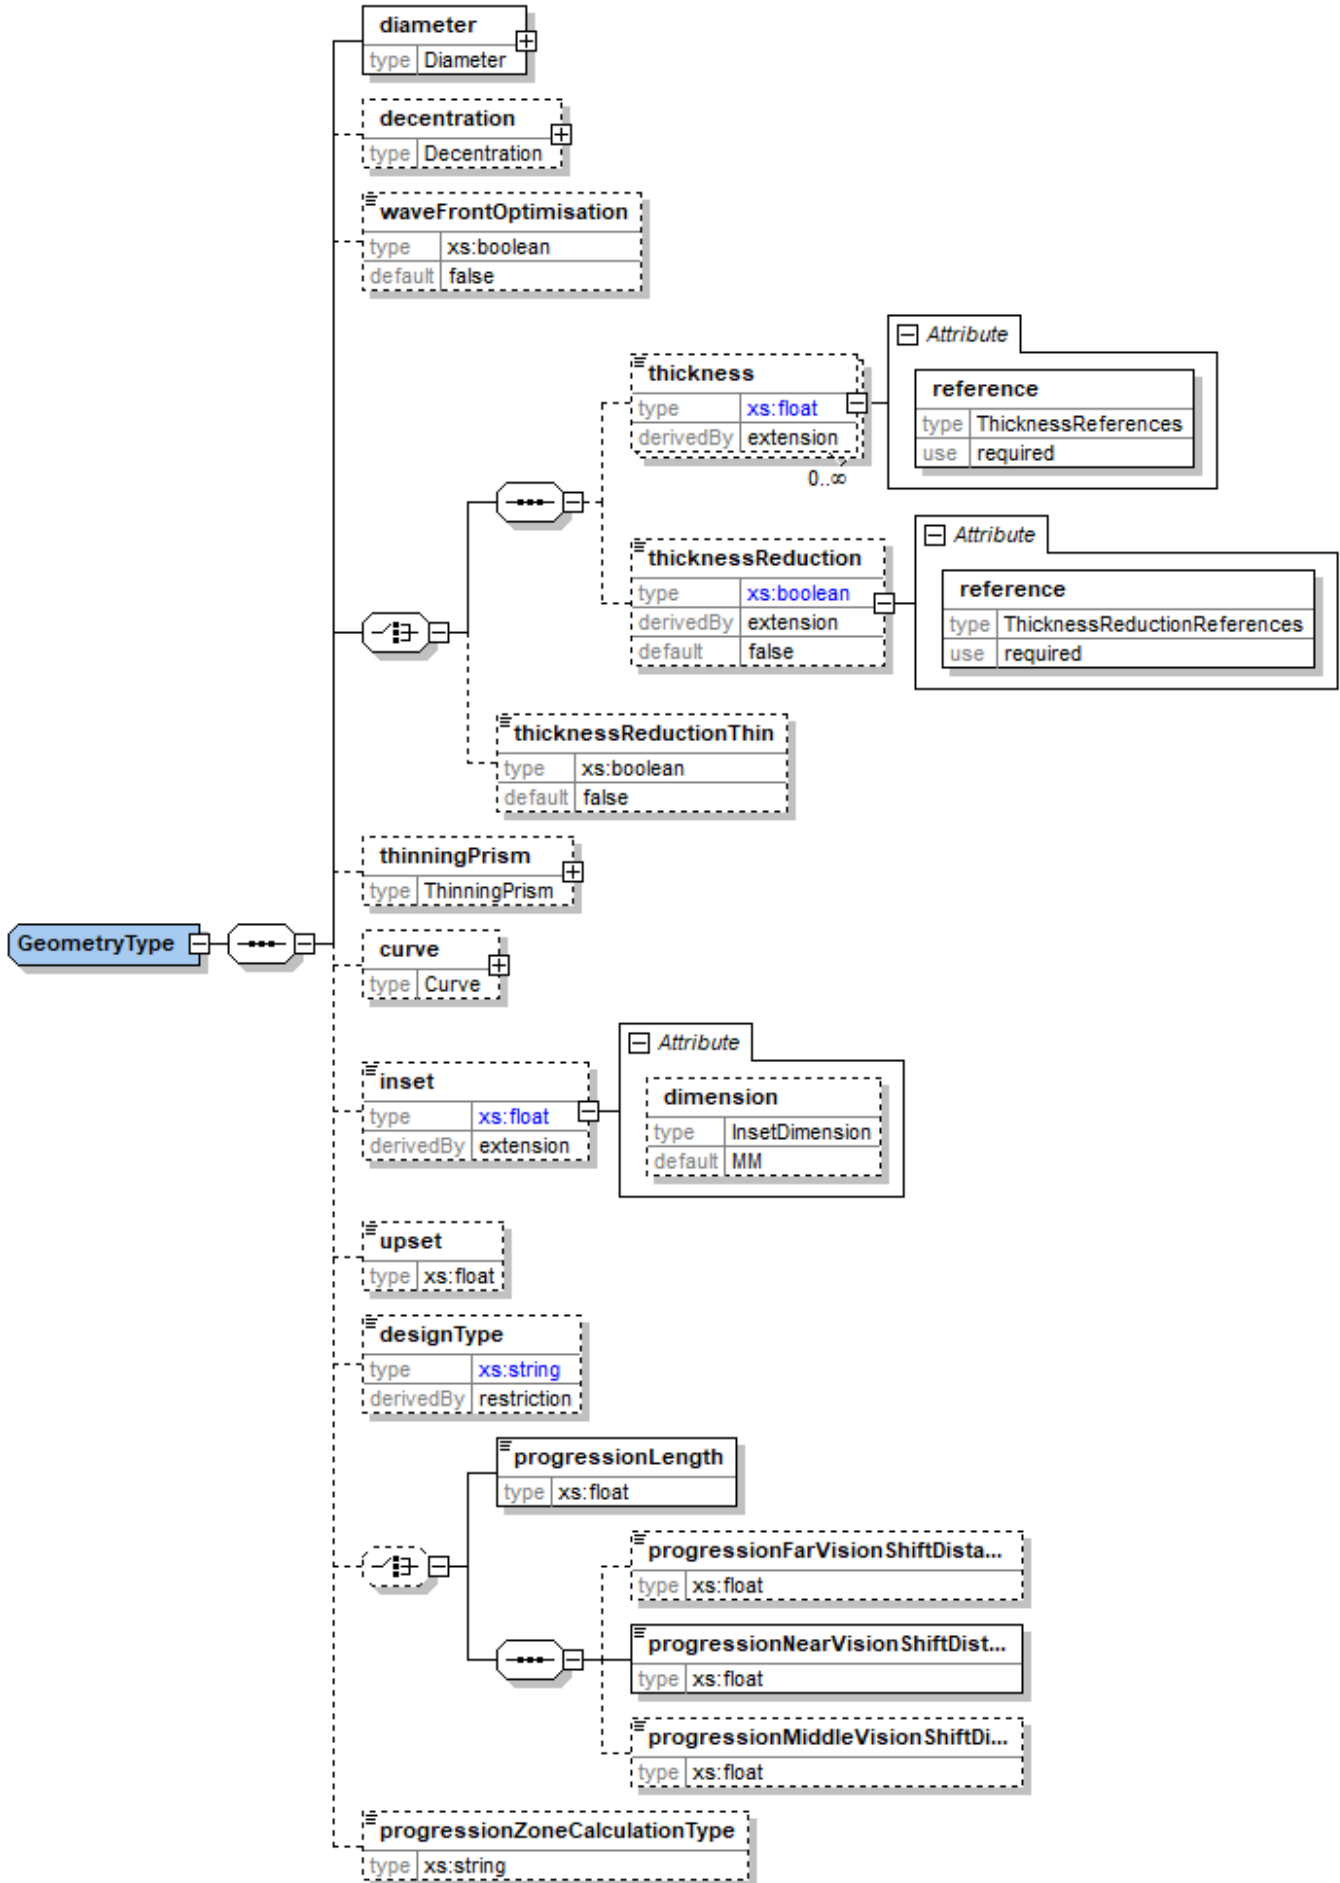 diameter
type Diameter
decentration
type Decentration
waveFrontOptimisation
type xs:boolean
default false
Attribute
thickness
type xs:float
derivedBy extension
0..∞
reference
type ThicknessReferences
use required
Attribute
thicknessReduction
type xs:boolean
derivedBy extension
default false
reference
type ThicknessReductionReferences
use required
thicknessReductionThin
type xs:boolean
default false
thinningPrism
type ThinningPrism
GeometryType
curve
type Curve
Attribute
inset
type xs:float
derivedBy extension
dimension
type InsetDimension
default MM
upset
type xs:float
designType
type xs:string
derivedBy restriction
progressionLength
type xs:float
progressionFarVisionShiftDista...
type xs:float
progressionNearVisionShiftDist...
type xs:float
progressionMiddleVisionShiftDi...
type xs:float
progressionZoneCalculationType
type xs:string